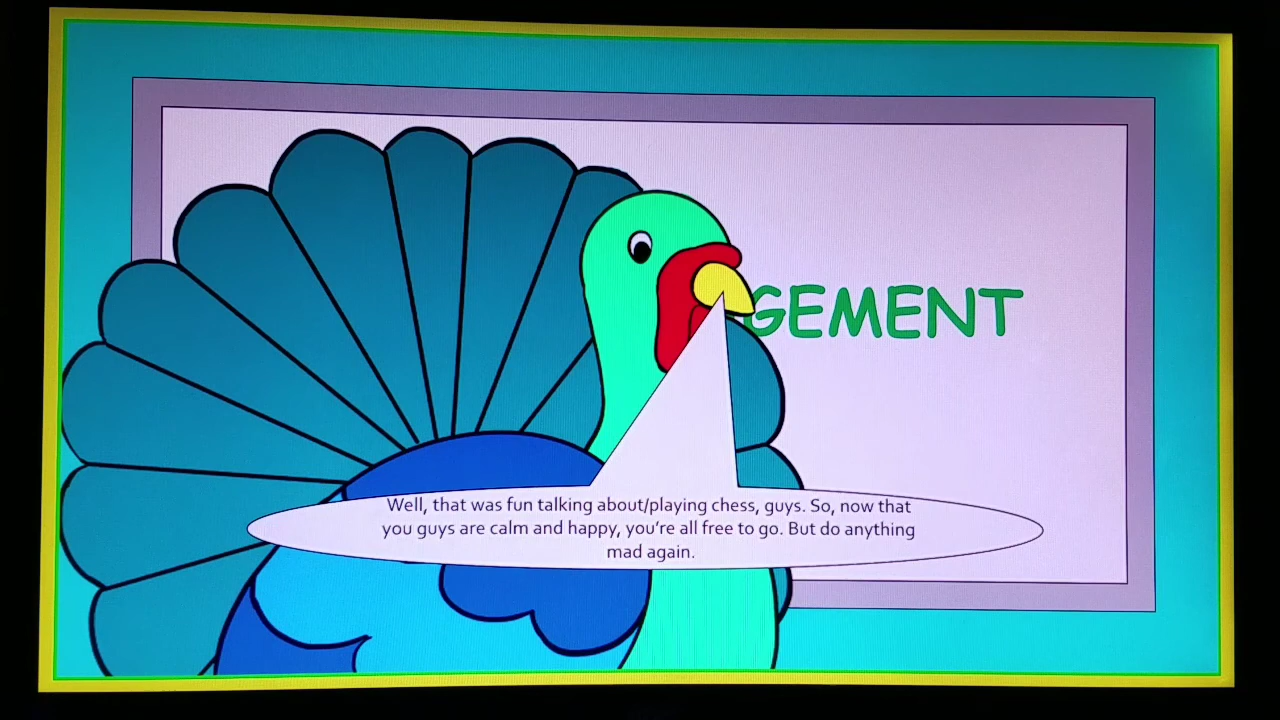 GEMENT
Well, that was fun talking about/playing chess, guys. So, now that
you guys are calm and happy, you're all free to go. But do anything
mad again.